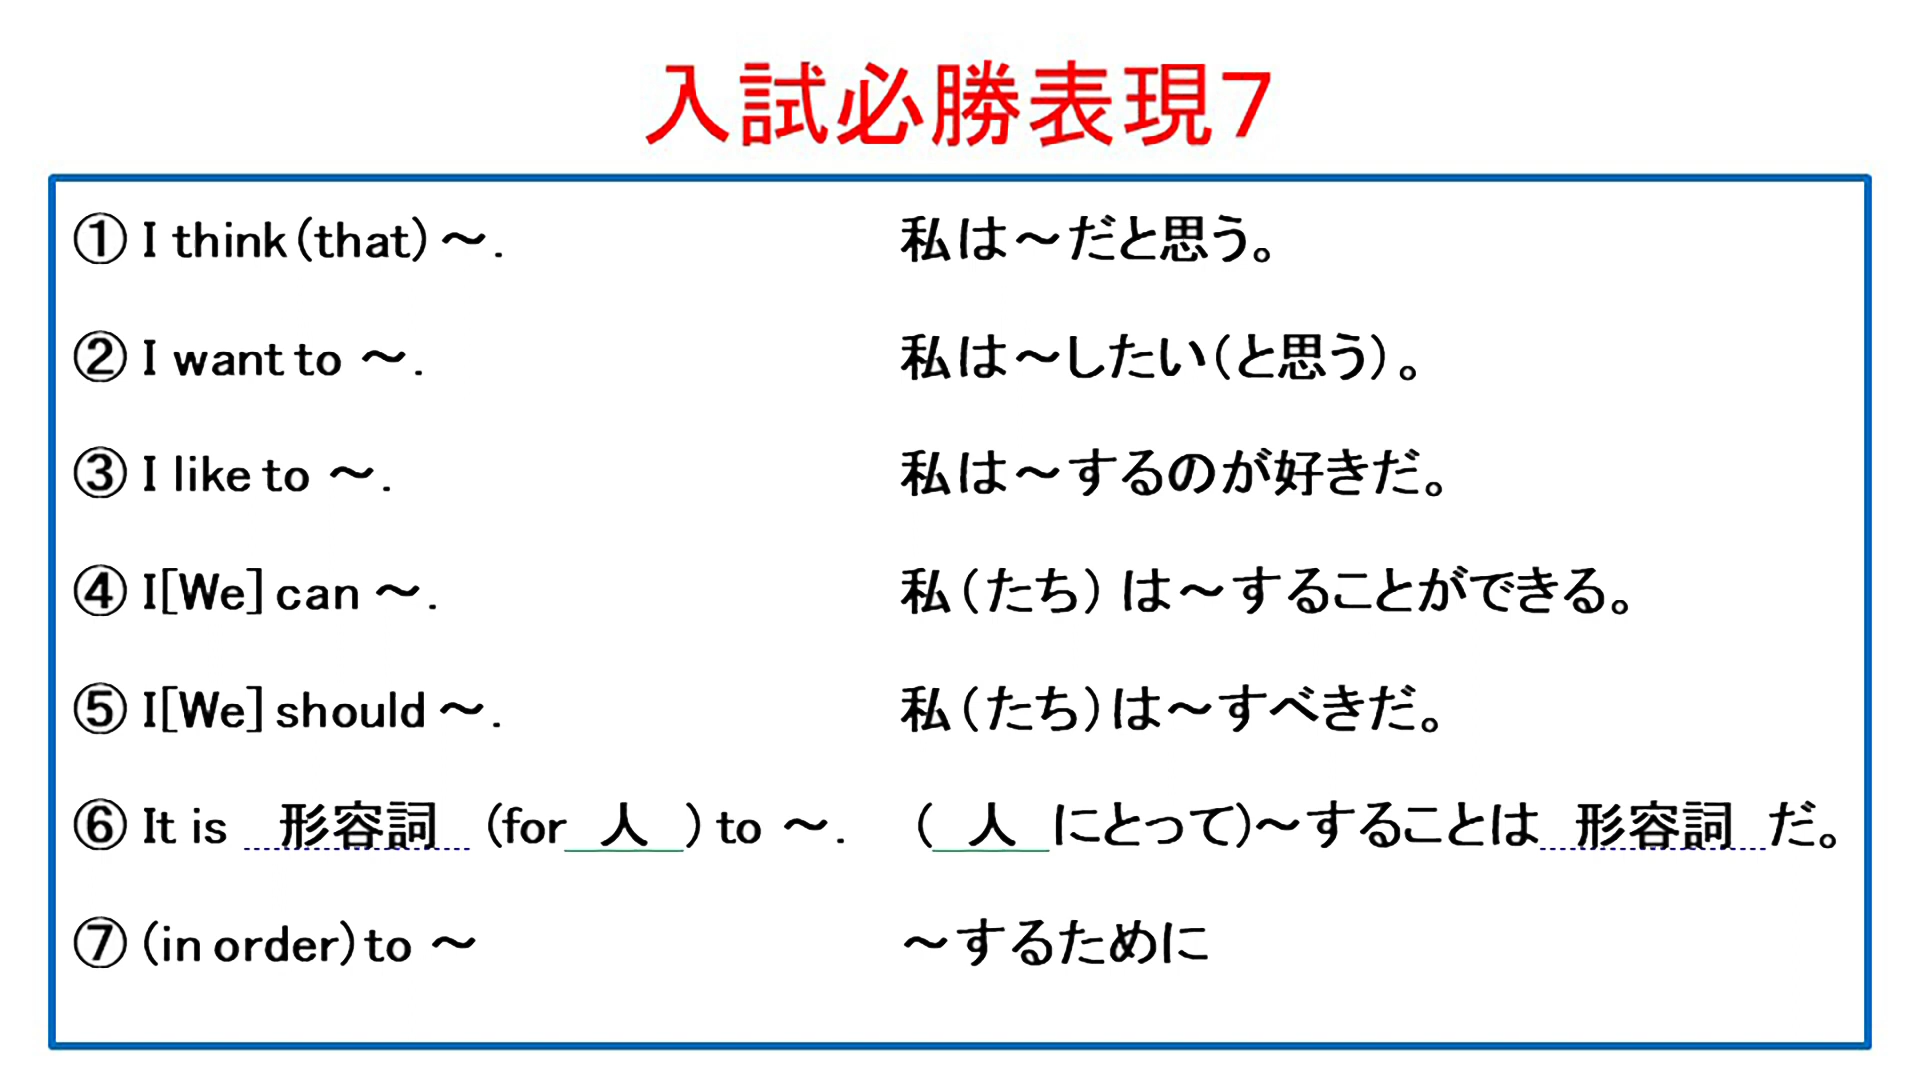 入試必勝表現7
① I think(that)～. 私は～だと思う。
② I want to ～. 私は～したい(と思う)。
③ I like to ～. 私は～するのが好きだ。
④ I[We] can ～. 私(たち)は～することができる。
⑤ I[We] should ～. 私(たち)は～すべきだ。
⑥ It is 形容詞 (for 人 ) to ～. ( 人 にとって)～することは 形容詞 だ。
⑦ (in order)to ～ ～するために